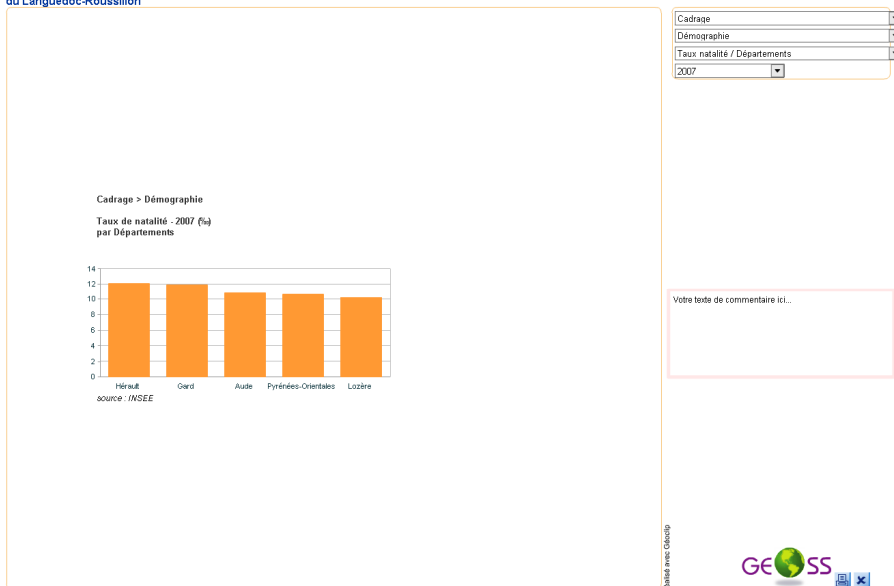 du Languedoc-Roussillon
Cadrage
Démographie
Taux natalité / Départements
2007
Cadrage > Démographie
Taux de natalité - 2007 (‰)
par Départements
14
12
10
8
6
4
2
0
Hérault Gard Aude Pyrénées-Orientales Lozère
source : INSEE
Votre texte de commentaire ici...
avec Géoclip
GEOSS